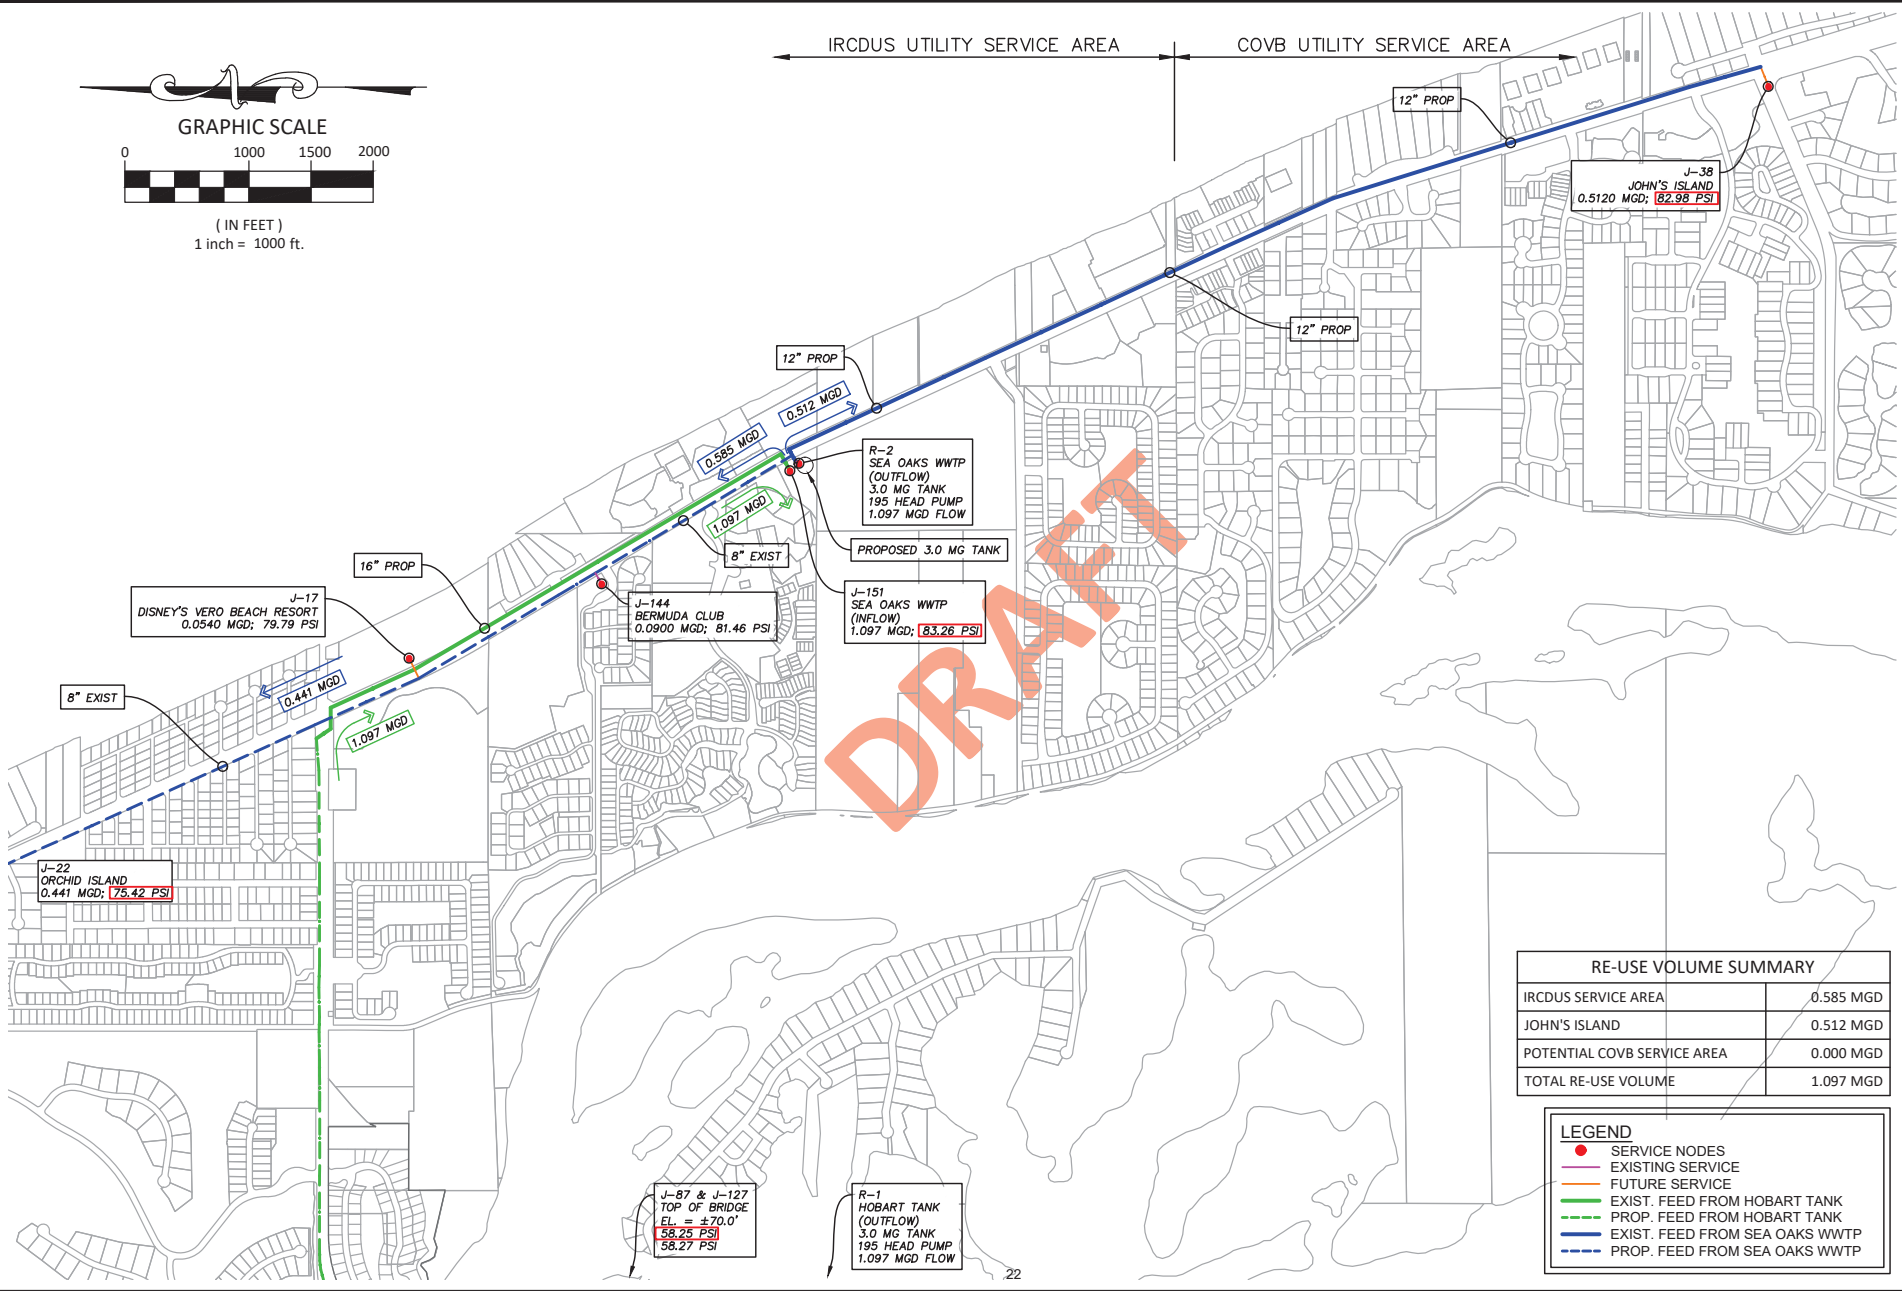 IRCDUS UTILITY SERVICE AREA
COVB UTILITY SERVICE AREA
GRAPHIC SCALE
0 1000 1500 2000
( IN FEET )
1 inch = 1000 ft.
12" PROP
J-38
JOHN'S ISLAND
0.5120 MGD; 82.98 PSI
12" PROP
12" PROP
0.512 MGD
0.585 MGD
R-2
SEA OAKS WWTP
(OUTFLOW)
3.0 MG TANK
195 HEAD PUMP
1.097 MGD FLOW
1.097 MGD
8" EXIST
PROPOSED 3.0 MG TANK
16" PROP
J-17
DISNEY'S VERO BEACH RESORT
0.0540 MGD; 79.79 PSI
J-144
BERMUDA CLUB
0.0900 MGD; 81.46 PSI
J-151
SEA OAKS WWTP
(INFLOW)
1.097 MGD; 83.26 PSI
DRAFT
8" EXIST
0.441 MGD
1.097 MGD
J-22
ORCHID ISLAND
0.441 MGD; 75.42 PSI
RE-USE VOLUME SUMMARY
IRCDUS SERVICE AREA 0.585 MGD
JOHN'S ISLAND 0.512 MGD
POTENTIAL COVB SERVICE AREA 0.000 MGD
TOTAL RE-USE VOLUME 1.097 MGD
LEGEND
SERVICE NODES
EXISTING SERVICE
FUTURE SERVICE
EXIST. FEED FROM HOBART TANK
PROP. FEED FROM HOBART TANK
EXIST. FEED FROM SEA OAKS WWTP
PROP. FEED FROM SEA OAKS WWTP
J-87 & J-127
TOP OF BRIDGE
EL. = ±70.0'
58.25 PSI
58.27 PSI
R-1
HOBART TANK
(OUTFLOW)
3.0 MG TANK
195 HEAD PUMP
1.097 MGD FLOW
22